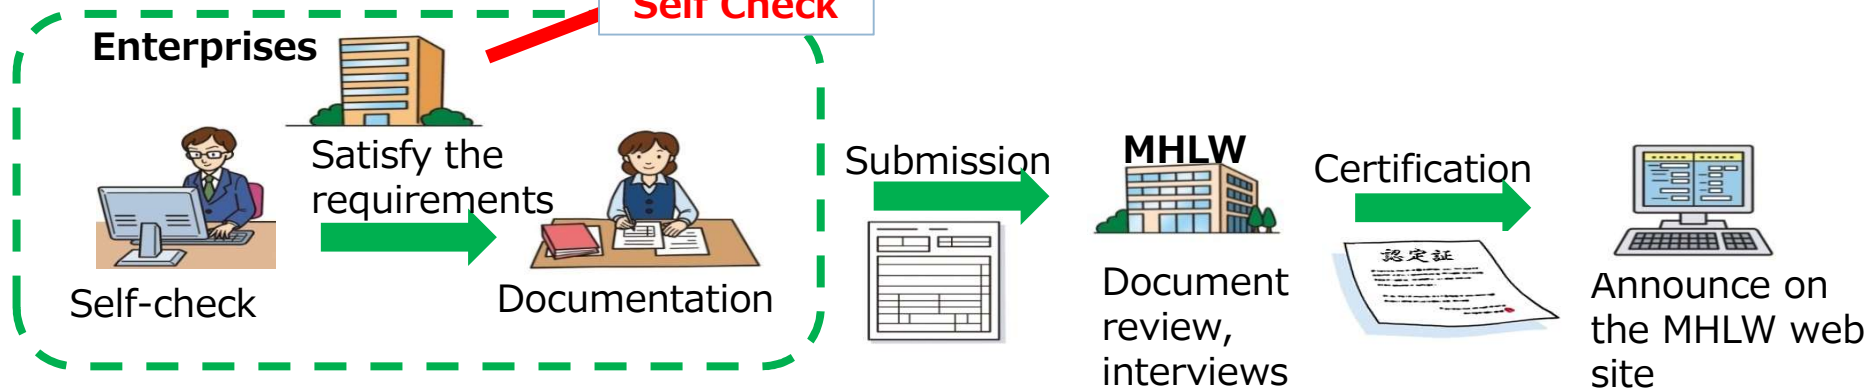 Self Check
Enterprises
Satisfy the
requirements
Self-check
Documentation
Submission
MHLW
Document
review,
interviews
Certification
認定証
Announce on
the MHLW web
site